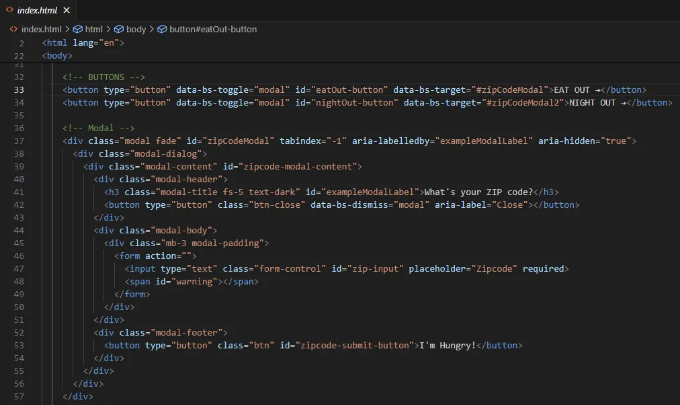 index.html ×
index.html > html > body > button#eatOut-button
2 <html lang="en">
22 <body>
31
32 <!-- BUTTONS -->
33 <button type="button" data-bs-toggle="modal" id="eatOut-button" data-bs-target="#zipCodeModal">EAT OUT →</button>
34 <button type="button" data-bs-toggle="modal" id="nightOut-button" data-bs-target="#zipCodeModal2">NIGHT OUT →</button>
35
36 <!-- Modal -->
37 <div class="modal fade" id="zipCodeModal" tabindex="-1" aria-labelledby="exampleModalLabel" aria-hidden="true">
38 <div class="modal-dialog">
39 <div class="modal-content" id="zipcode-modal-content">
40 <div class="modal-header">
41 <h3 class="modal-title fs-5 text-dark" id="exampleModalLabel">What's your ZIP code?</h3>
42 <button type="button" class="btn-close" data-bs-dismiss="modal" aria-label="Close"></button>
43 </div>
44 <div class="modal-body">
45 <div class="mb-3 modal-padding">
46 <form action="">
47 <input type="text" class="form-control" id="zip-input" placeholder="Zipcode" required>
48 <span id="warning"></span>
49 </form>
50 </div>
51 </div>
52 <div class="modal-footer">
53 <button type="button" class="btn" id="zipcode-submit-button">I'm Hungry!</button>
54 </div>
55 </div>
56 </div>
57 </div>